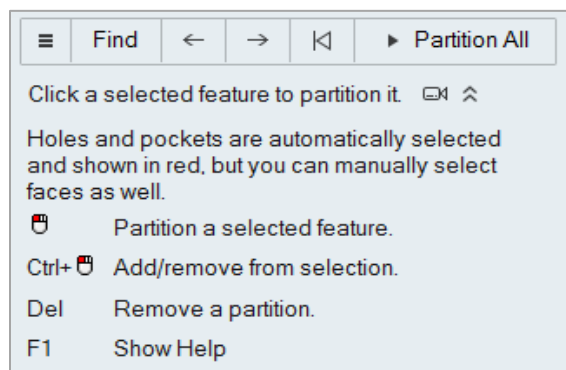 Find Partition All
Click a selected feature to partition it.
Holes and pockets are automatically selected
and shown in red, but you can manually select
faces as well.
Partition a selected feature.
Ctrl+ Add/remove from selection.
Del Remove a partition.
F1 Show Help